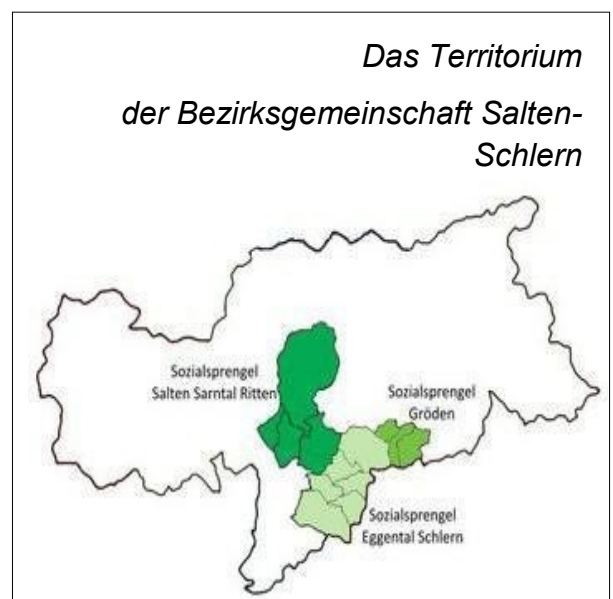 Das Territorium
der Bezirksgemeinschaft Salten-
Schlern
Sozialsprengel
Salten Sarntal Ritten
Sozialsprengel
Gröden
Sozialsprengel
Eggental Schlern